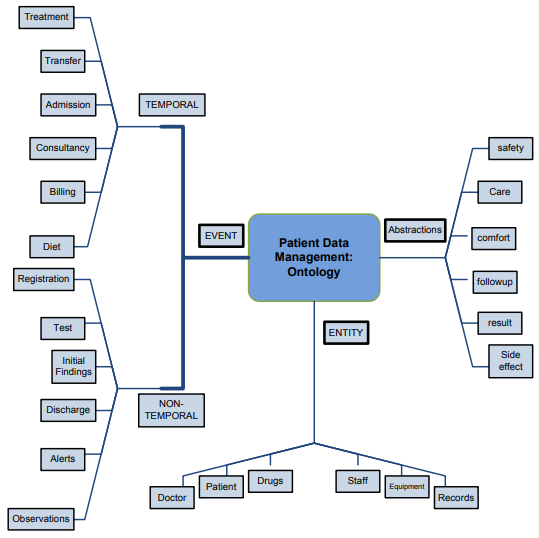 Treatment
Transfer
Admission
TEMPORAL
Consultancy
Billing
Diet
EVENT
Patient Data
Management:
Ontology
Abstractions
safety
Care
comfort
followup
result
Side
effect
Registration
Test
Initial
Findings
Discharge
NON-
TEMPORAL
Alerts
Observations
ENTITY
Doctor
Patient
Drugs
Staff
Equipment
Records